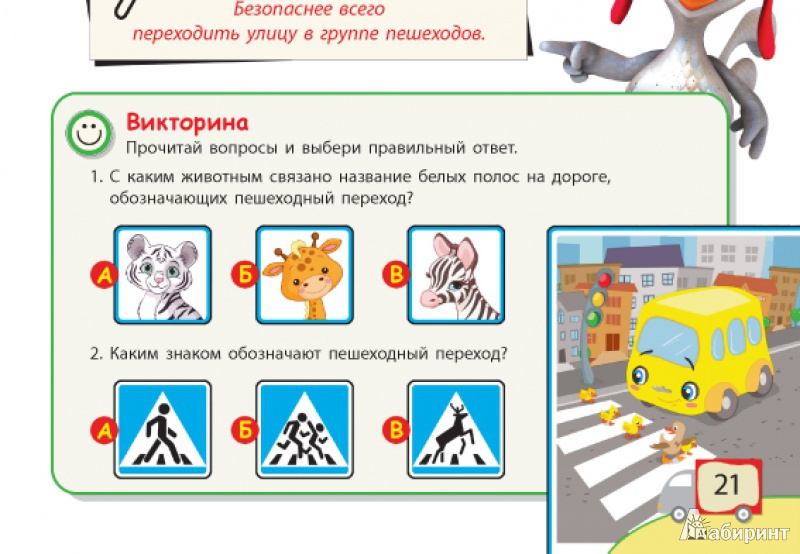 Безопаснее всего
переходить улицу в группе пешеходов.
Викторина
Прочитай вопросы и выбери правильный ответ.
1. С каким животным связано название белых полос на дороге,
обозначающих пешеходный переход?
А
Б
В
2. Каким знаком обозначают пешеходный переход?
А
Б
В
21
Лабиринт